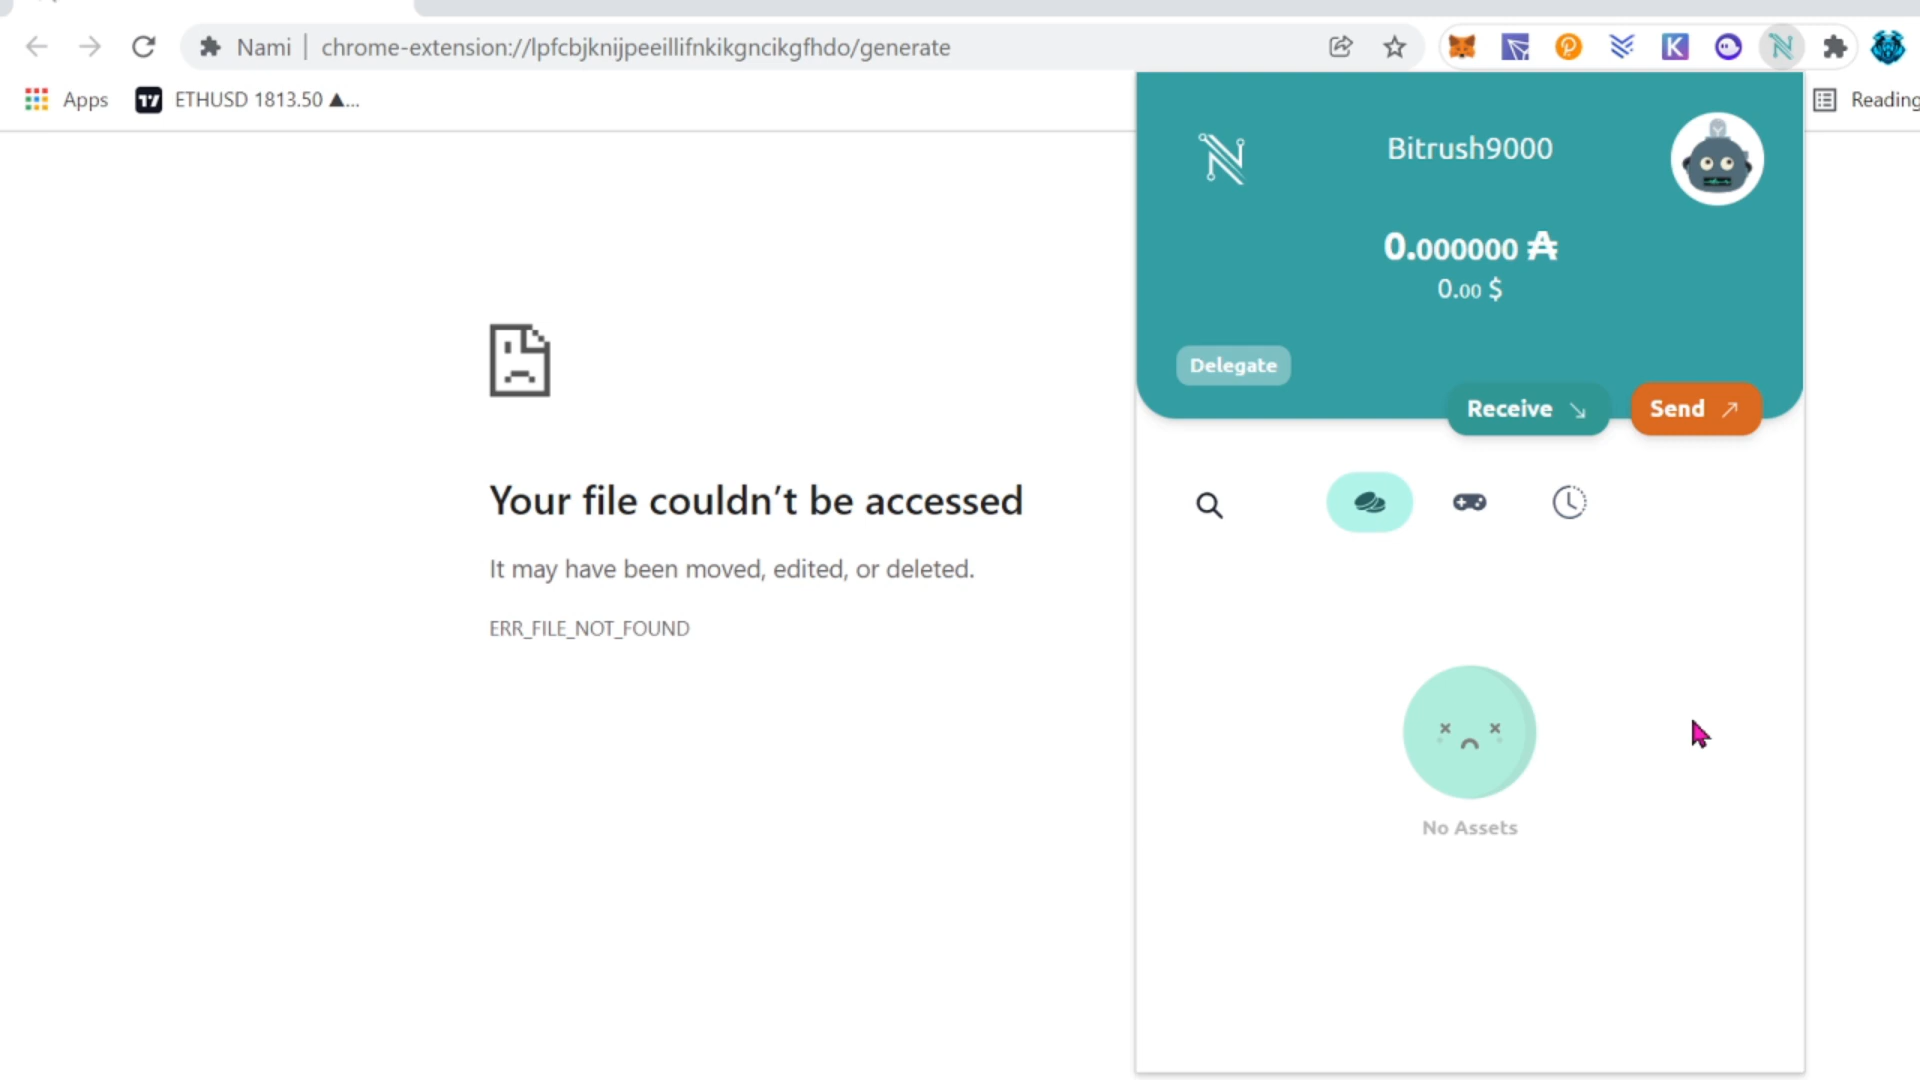 Nami | chrome-extension://lpfcbjknijpeeillifnkikgncikgfhdo/generate
Apps
ETHUSD 1813.50 ▲...
Reading
Bitrush9000
0.000000 ₳
0.00 $
Delegate
Receive ↘
Send ↗
Your file couldn’t be accessed
It may have been moved, edited, or deleted.
ERR_FILE_NOT_FOUND
No Assets